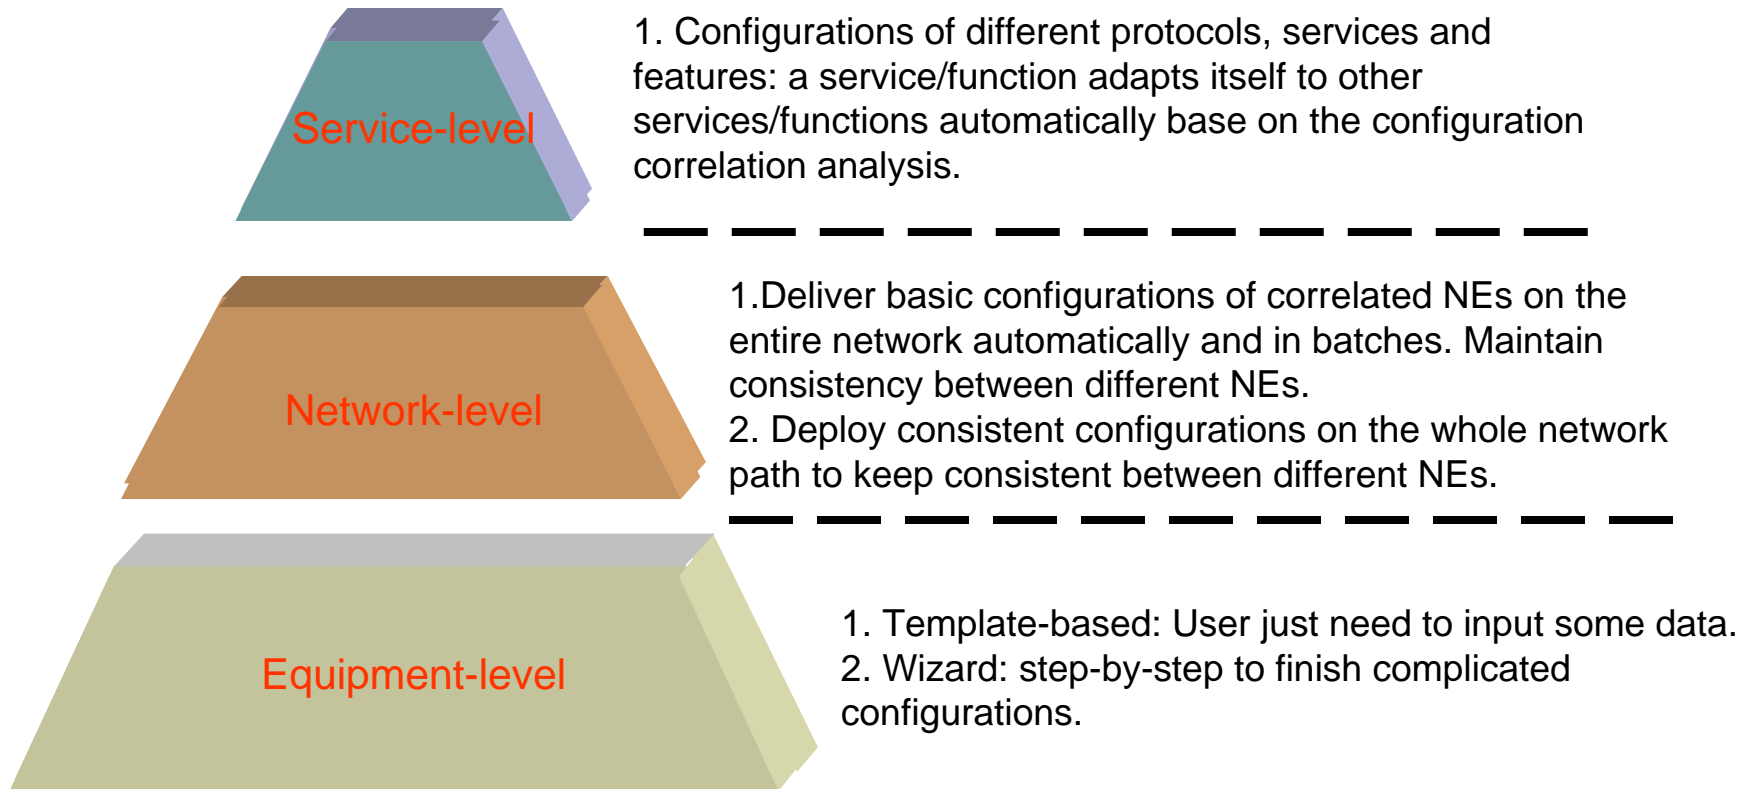 1. Configurations of different protocols, services and
features: a service/function adapts itself to other
services/functions automatically base on the configuration
correlation analysis.
Service-level
1.Deliver basic configurations of correlated NEs on the
entire network automatically and in batches. Maintain
consistency between different NEs.
2. Deploy consistent configurations on the whole network
path to keep consistent between different NEs.
Network-level
1. Template-based: User just need to input some data.
2. Wizard: step-by-step to finish complicated
configurations.
Equipment-level